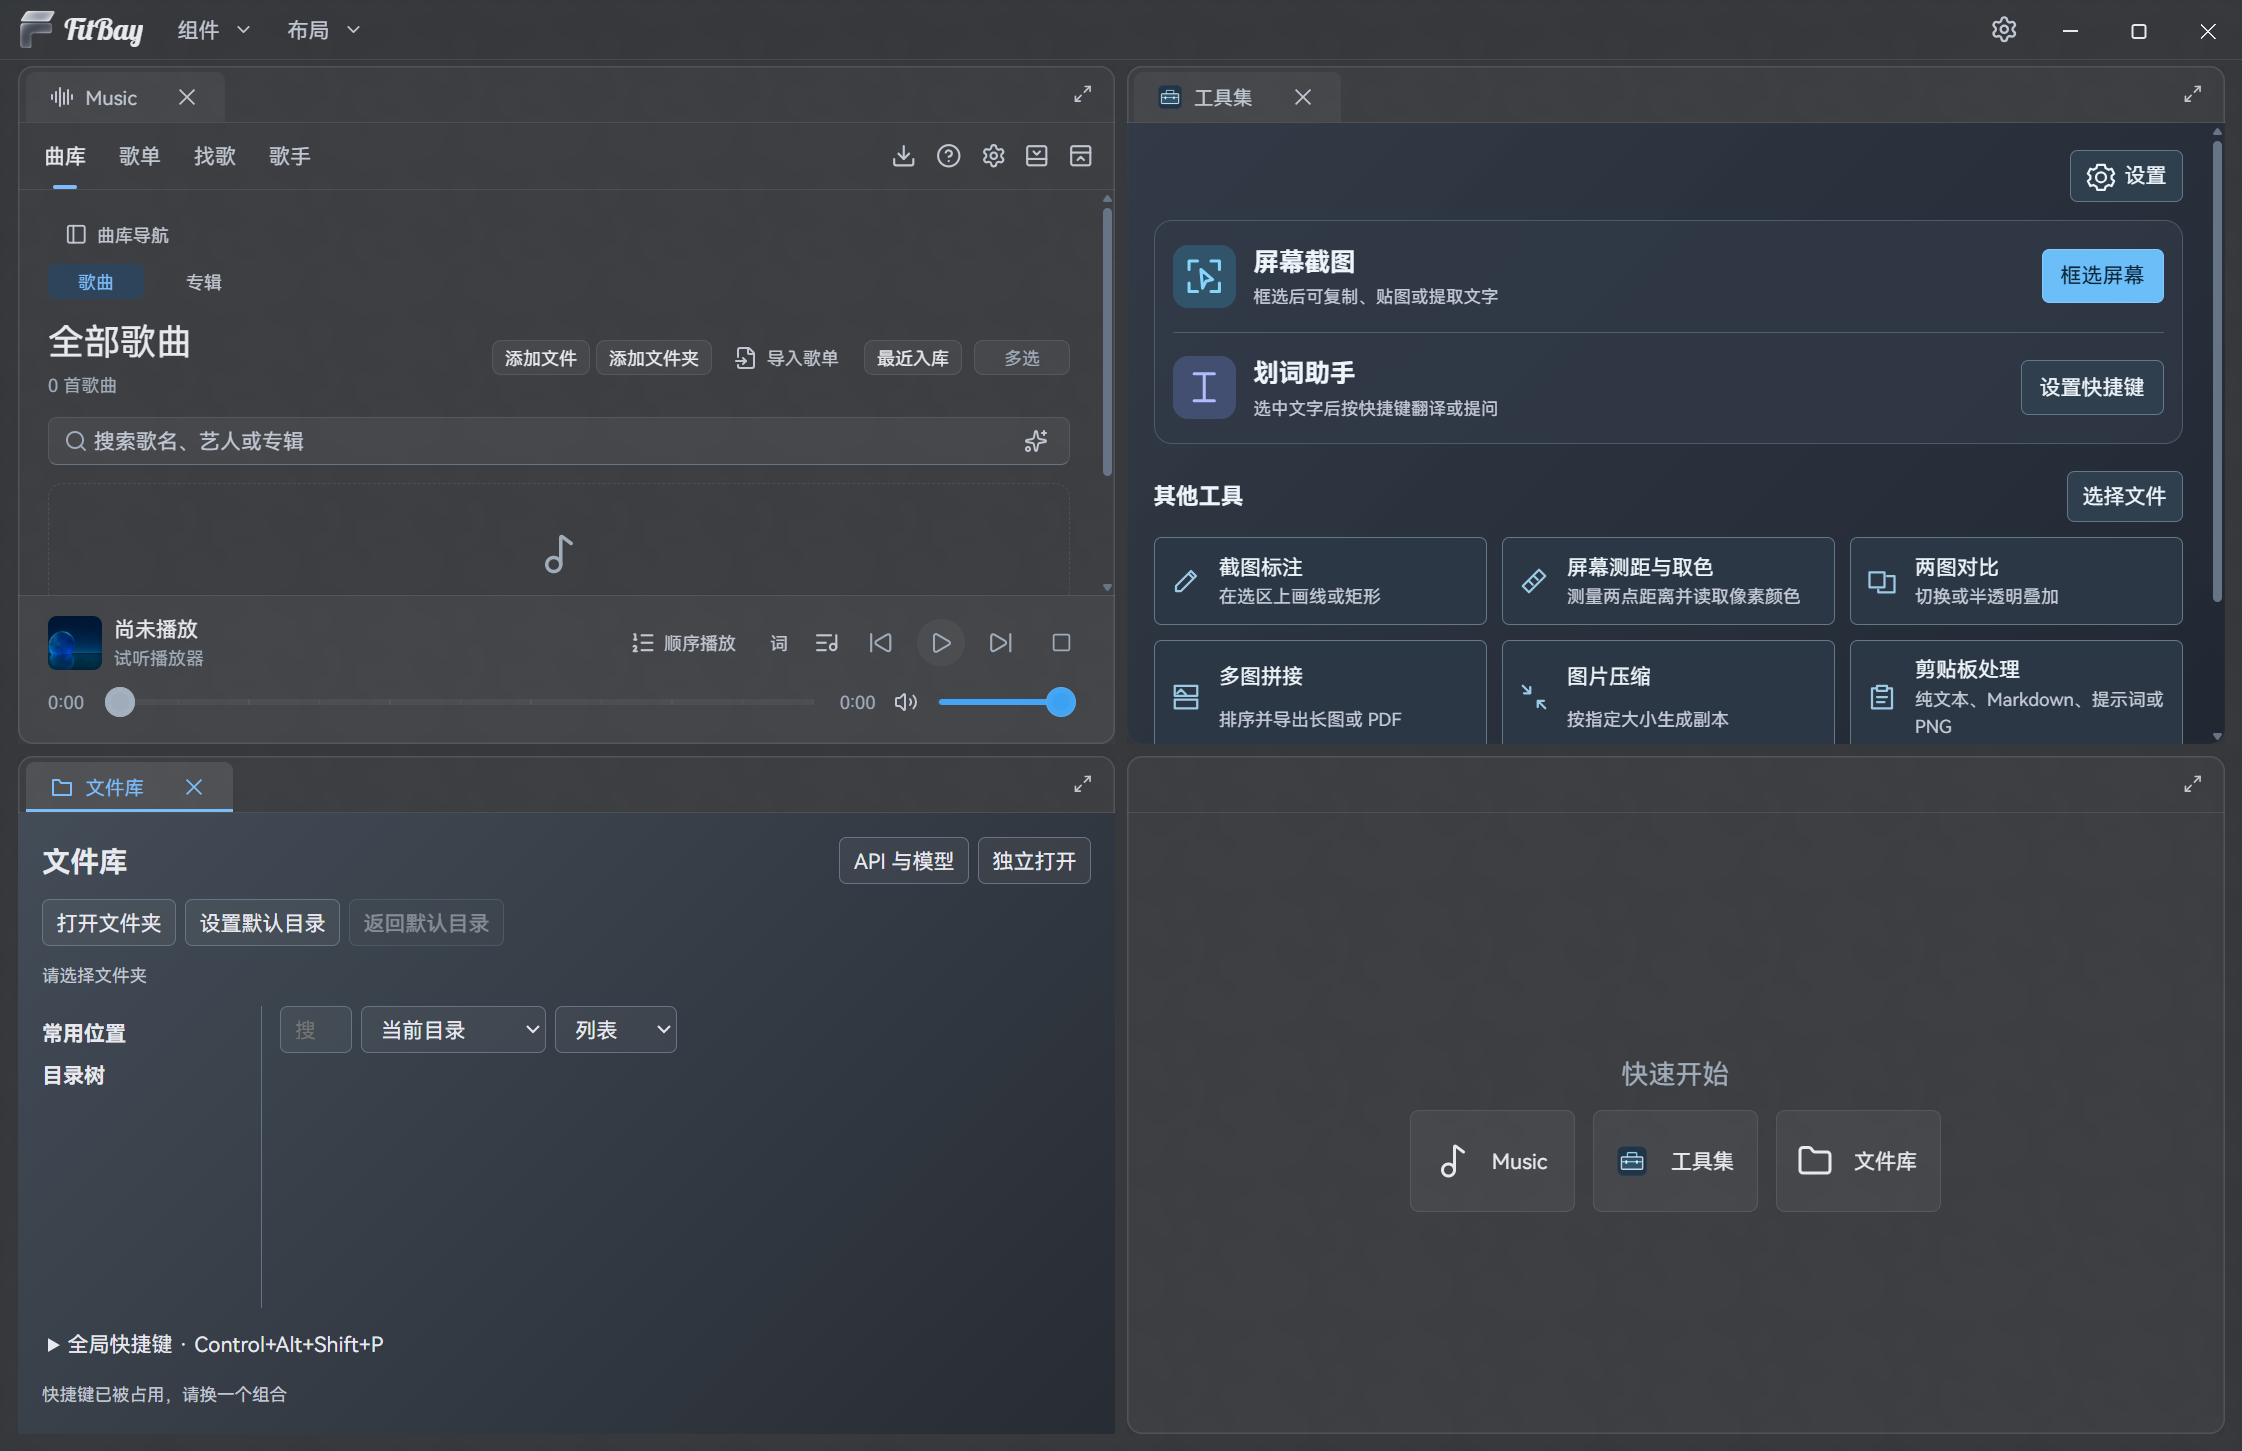 FitBay 组件 布局
Music
曲库 歌单 找歌 歌手
曲库导航
歌曲 专辑
全部歌曲
0 首歌曲
添加文件 添加文件夹 导入歌单 最近入库 多选
搜索歌名、艺人或专辑
尚未播放
试听播放器
顺序播放 词
0:00 0:00
工具集
设置
屏幕截图
框选后可复制、贴图或提取文字
框选屏幕
划词助手
选中文字后按快捷键翻译或提问
设置快捷键
其他工具
选择文件
截图标注
在选区上画线或矩形
屏幕测距与取色
测量两点距离并读取像素颜色
两图对比
切换或半透明叠加
多图拼接
排序并导出长图或 PDF
图片压缩
按指定大小生成副本
剪贴板处理
纯文本、Markdown、提示词或
PNG
文件库
文件库
API 与模型 独立打开
打开文件夹 设置默认目录 返回默认目录
请选择文件夹
常用位置
目录树
搜 当前目录 列表
▶ 全局快捷键 · Control+Alt+Shift+P
快捷键已被占用，请换一个组合
快速开始
Music 工具集 文件库